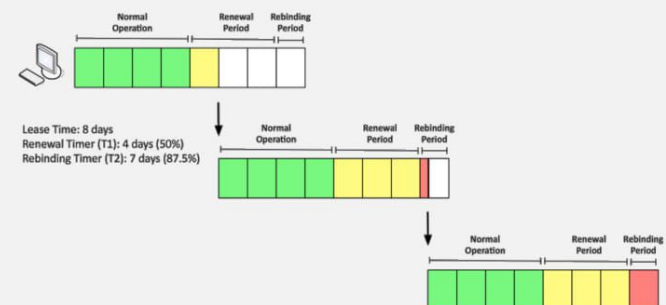 Normal
Operation
Renewal
Period
Rebinding
Period
Lease Time: 8 days
Renewal Timer (T1): 4 days (50%)
Rebinding Timer (T2): 7 days (87.5%)
Normal
Operation
Renewal
Period
Rebinding
Period
Normal
Operation
Renewal
Period
Rebinding
Period